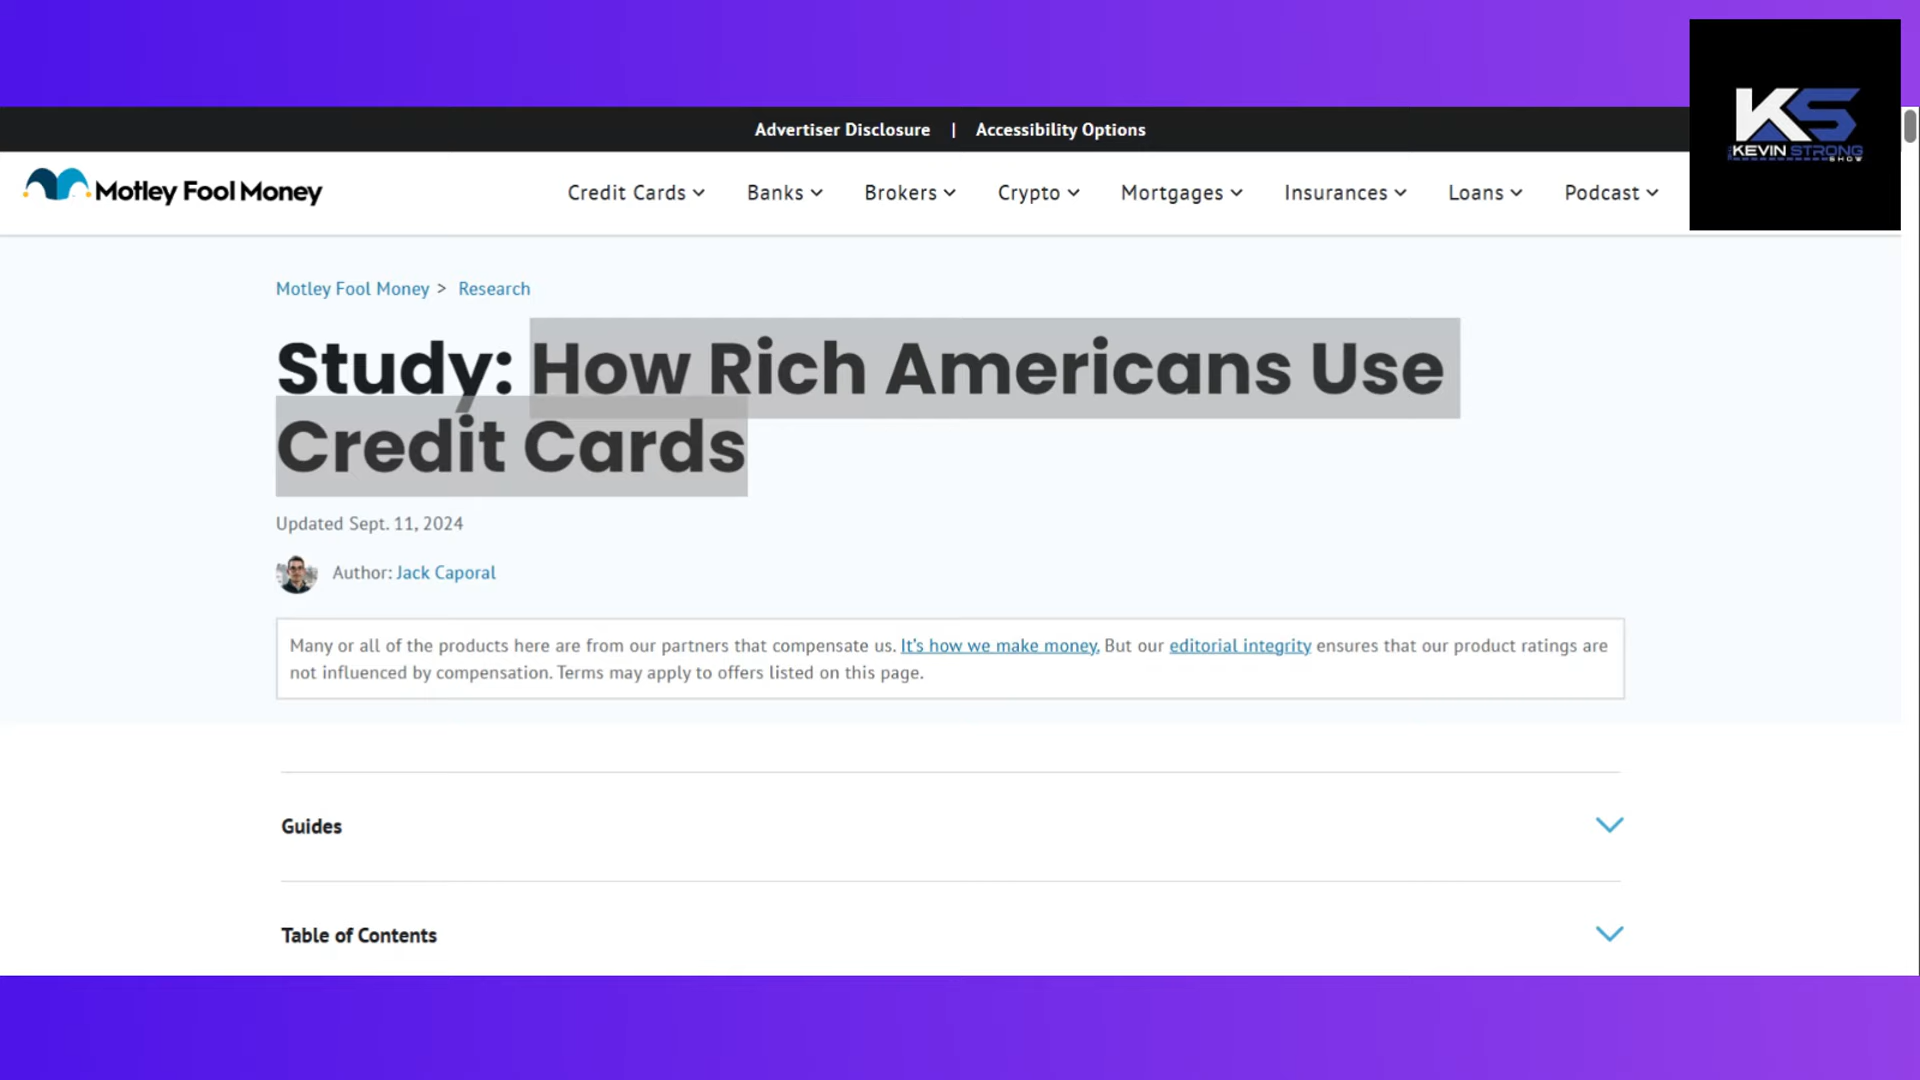 Advertiser Disclosure | Accessibility Options
KS
KEVIN STRONG
SHOW
Motley Fool Money
Credit Cards Banks Brokers Crypto Mortgages Insurances Loans Podcast
Motley Fool Money > Research
Study: How Rich Americans Use
Credit Cards
Updated Sept. 11, 2024
Author: Jack Caporal
Many or all of the products here are from our partners that compensate us. It's how we make money. But our editorial integrity ensures that our product ratings are
not influenced by compensation. Terms may apply to offers listed on this page.
Guides
Table of Contents